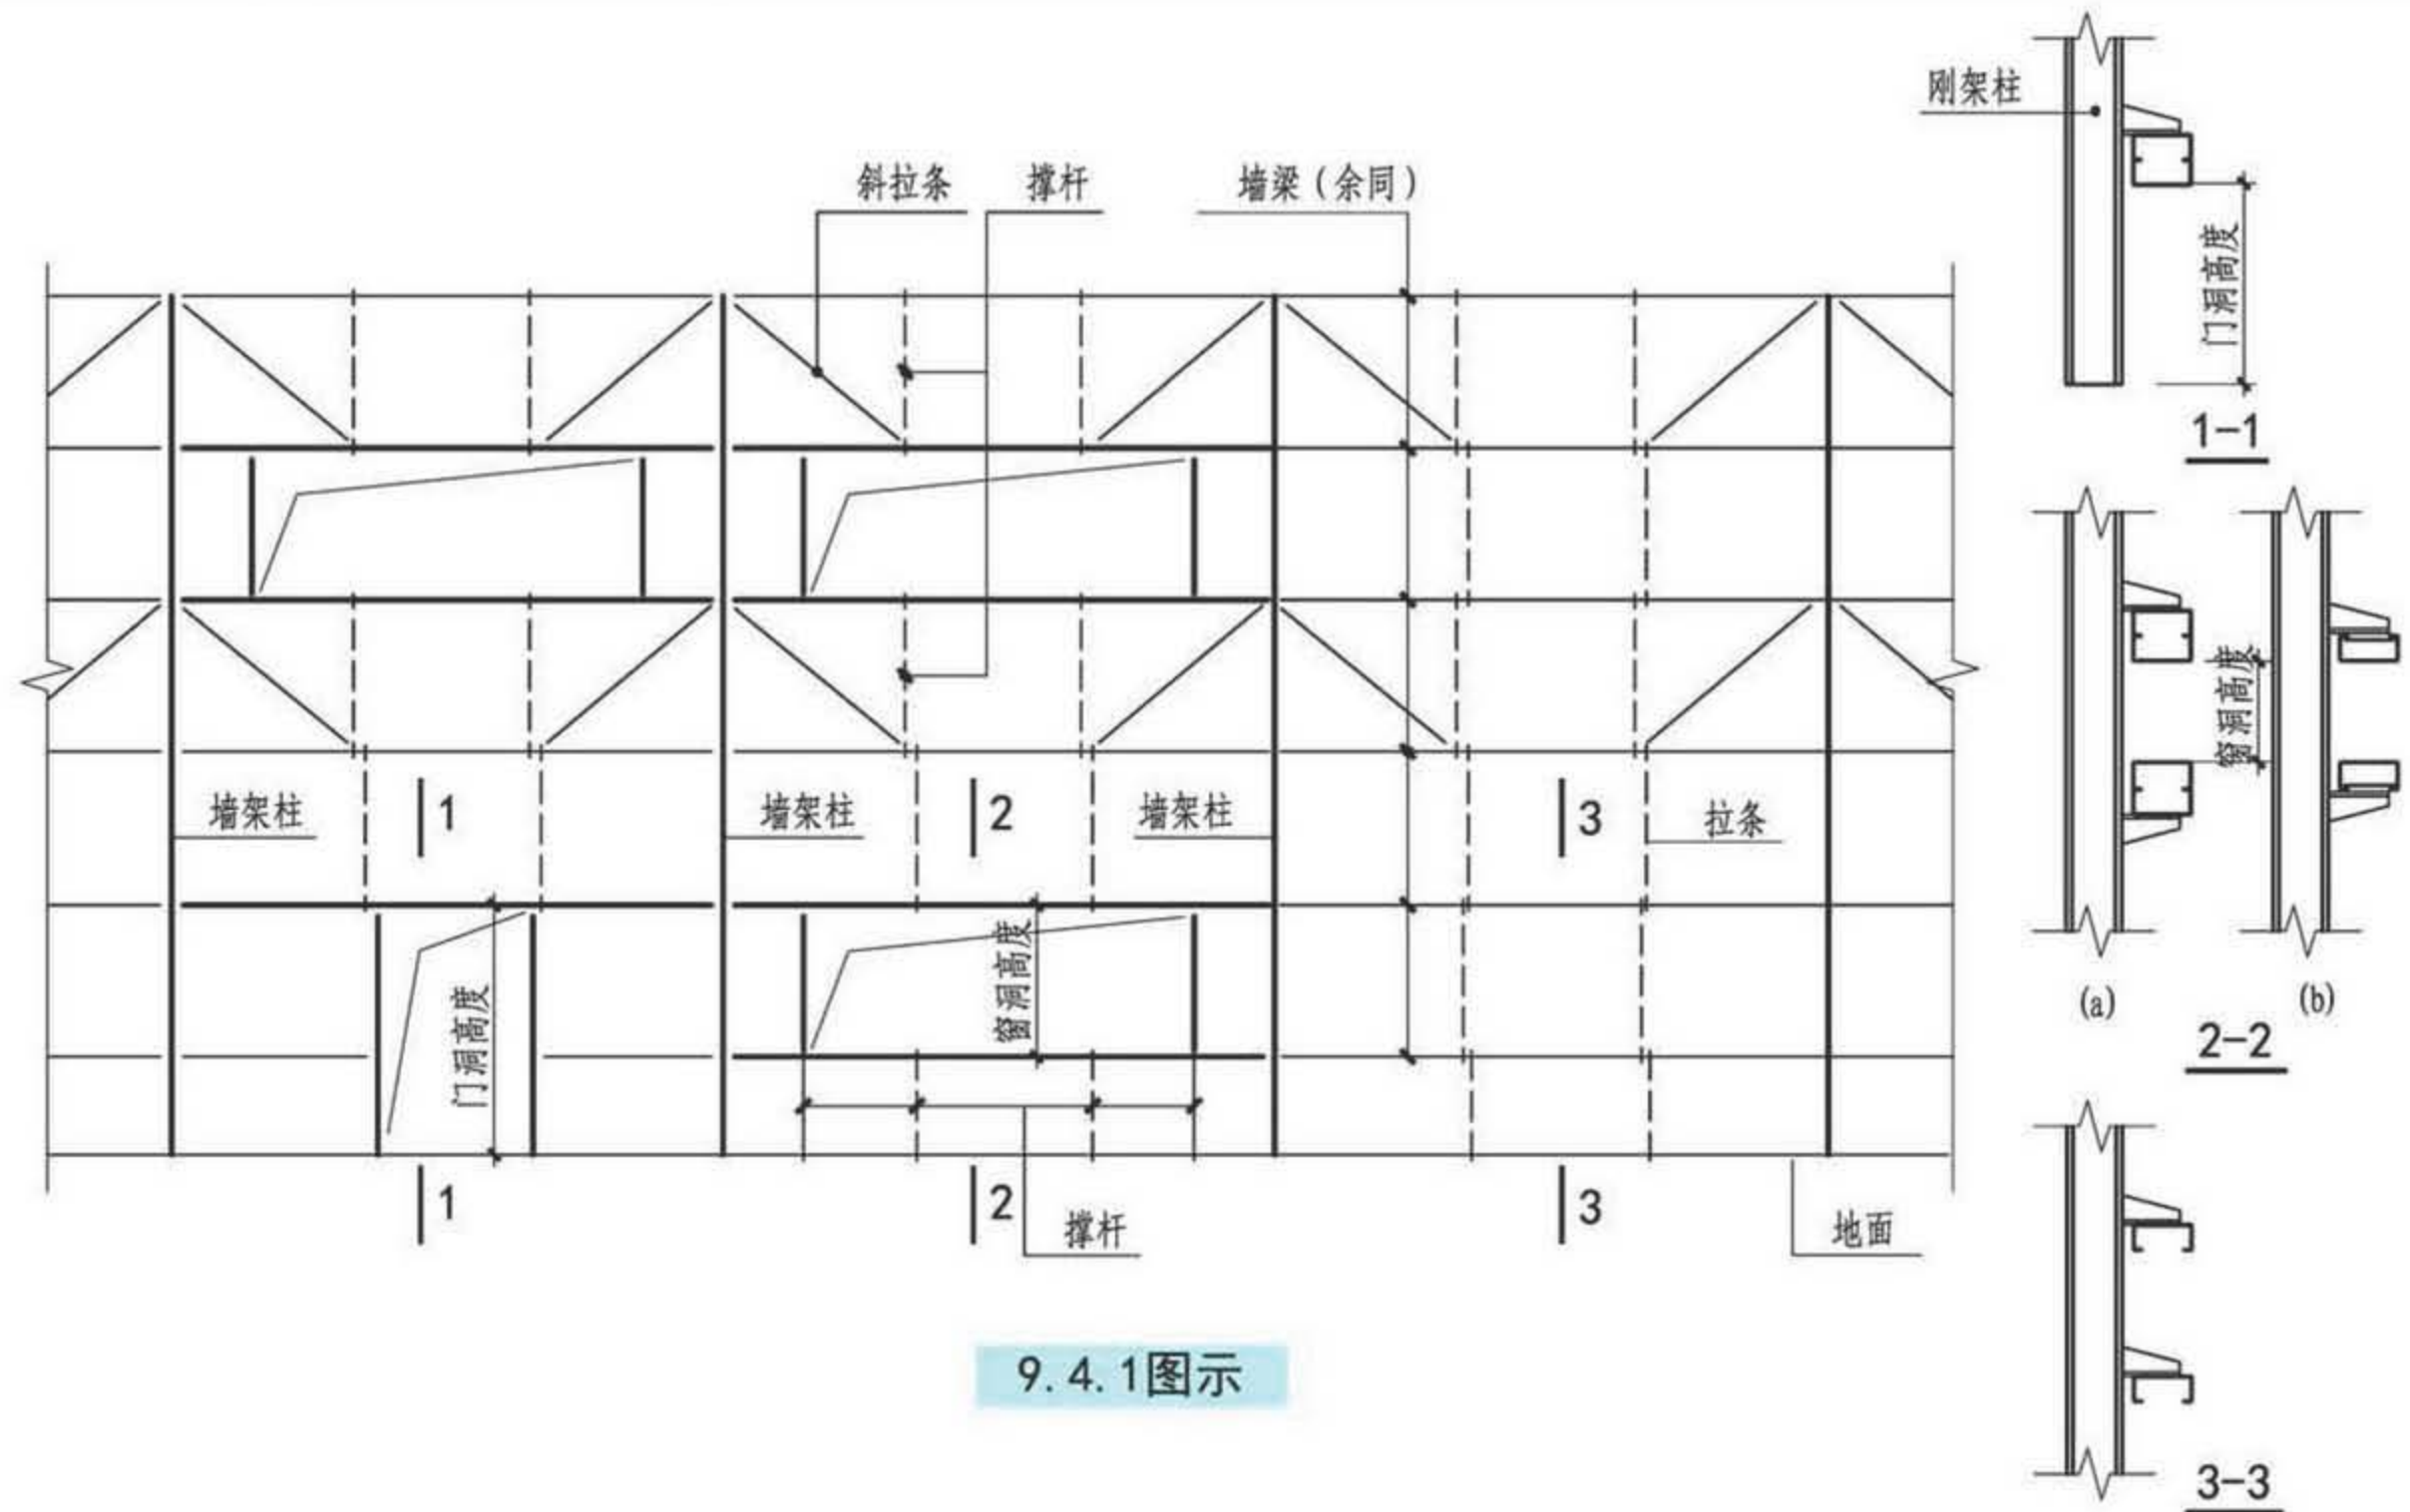 刚架柱
斜拉条
撑杆
墙梁(余同)
门洞高度
1-1
墙架柱
1
墙架柱
2
墙架柱
3
拉条
窗洞高度
门洞高度
窗洞高度
(a)
(b)
2-2
1
2
撑杆
3
地面
9.4.1图示
3-3